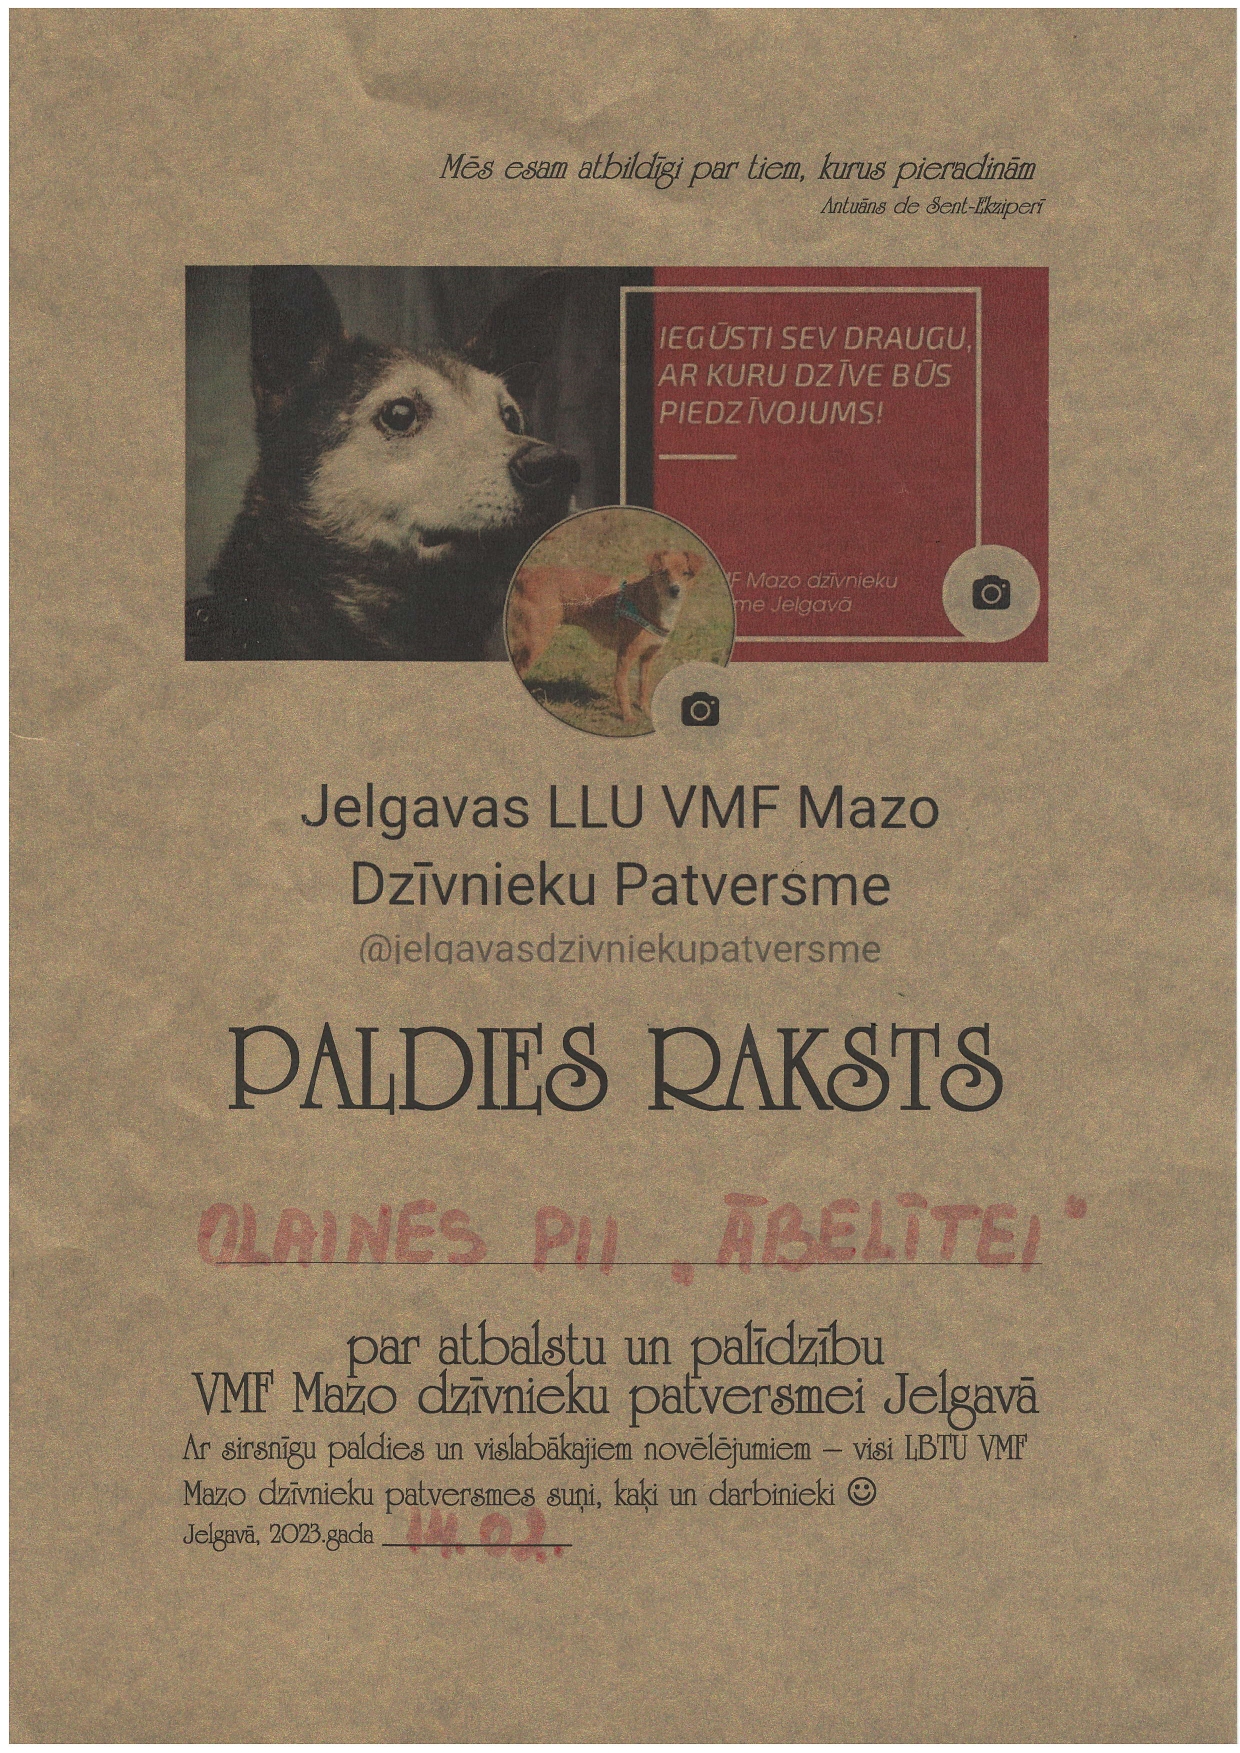 Mēs esam atbildīgi par tiem, kurus pieradinām
Antuāns de Sent-Ekziperī
IEGŪSTI SEV DRAUGU,
AR KURU DZĪVE BŪS
PIEDZĪVOJUMS!
Mazo dzīvnieku
Jelgavā
Jelgavas LLU VMF Mazo
Dzīvnieku Patversme
@jelgavasdzivniekupatversme
PALDIES RAKSTS
OLAINES PII „ĀBELĪTEI"
par atbalstu un palīdzību
VMF Mazo dzīvnieku patversmei Jelgavā
Ar sirsnīgu paldies un vislabākajiem novēlējumiem – visi LBTU VMF
Mazo dzīvnieku patversmes suņi, kaķi un darbinieki ☺
Jelgavā, 2023.gada 14.02.